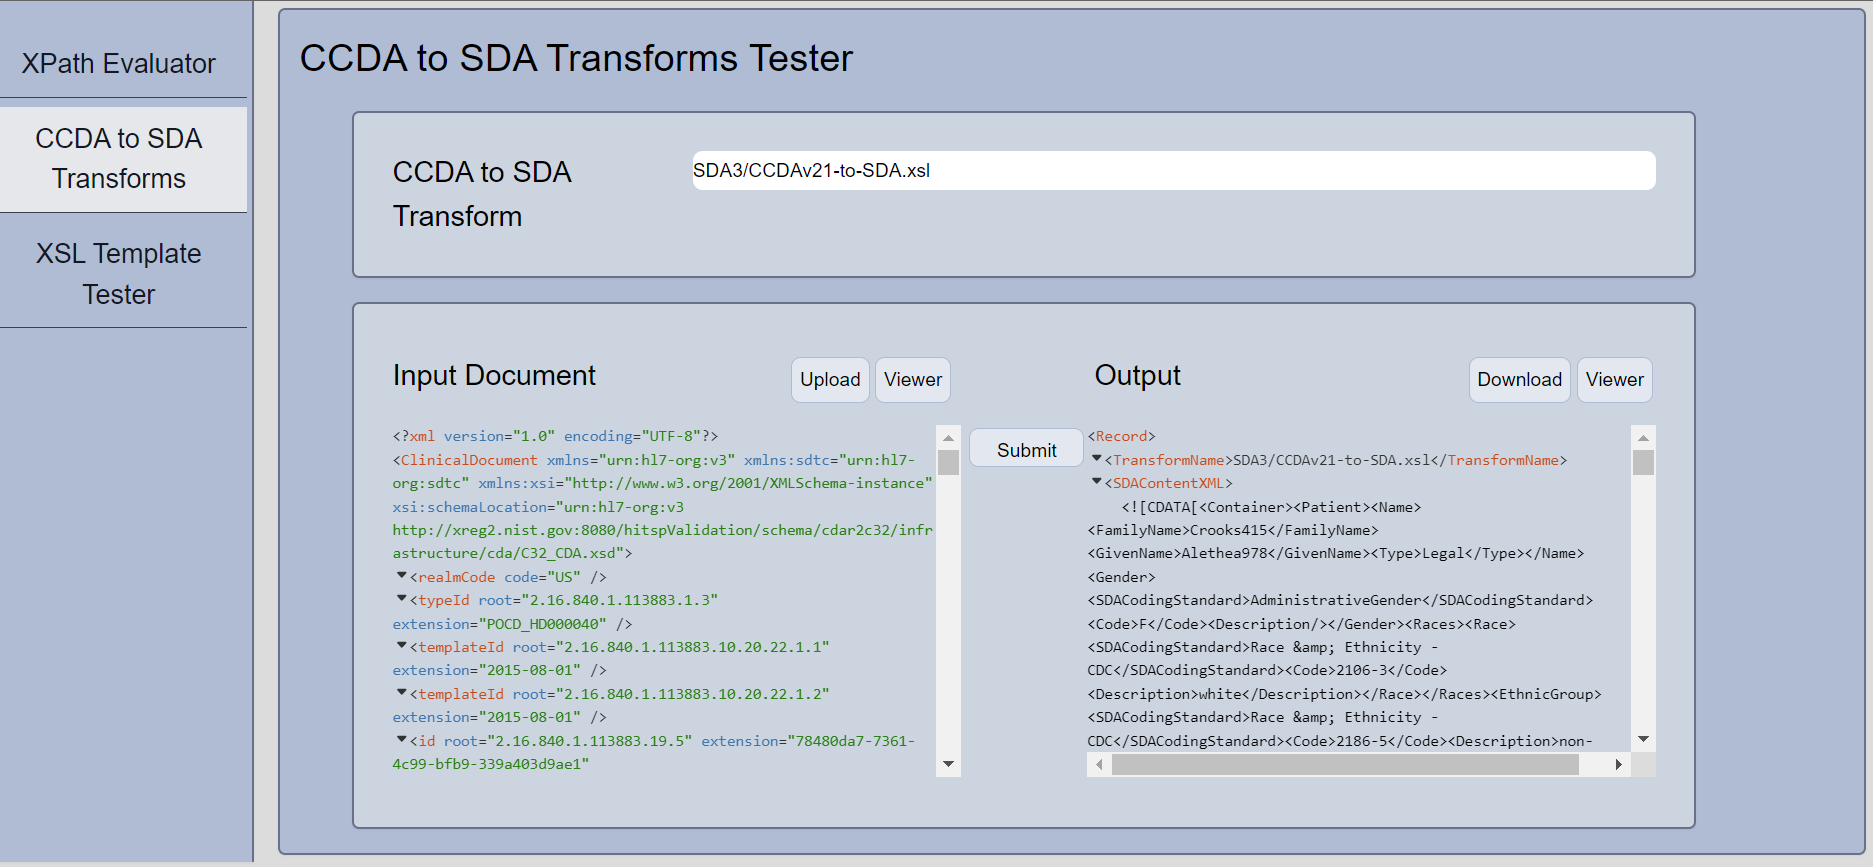 XPath Evaluator
CCDA to SDA
Transforms
XSL Template
Tester
CCDA to SDA Transforms Tester
CCDA to SDA
Transform
SDA3/CCDAv21-to-SDA.xsl
Input Document
Upload
Viewer
<?xml version="1.0" encoding="UTF-8"?>
<ClinicalDocument xmlns="urn:hl7-org:v3" xmlns:sdtc="urn:hl7-
org:sdtc" xmlns:xsi="http://www.w3.org/2001/XMLSchema-instance"
xsi:schemaLocation="urn:hl7-org:v3
http://xreg2.nist.gov:8080/hitspValidation/schema/cdar2c32/infr
astructure/cda/C32_CDA.xsd">
<realmCode code="US" />
<typeId root="2.16.840.1.113883.1.3"
extension="POCD_HD000040" />
<templateId root="2.16.840.1.113883.10.20.22.1.1"
extension="2015-08-01" />
<templateId root="2.16.840.1.113883.10.20.22.1.2"
extension="2015-08-01" />
<id root="2.16.840.1.113883.19.5" extension="78480da7-7361-
4c99-bfb9-339a403d9ae1"
Submit
Output
Download
Viewer
<Record>
<TransformName>SDA3/CCDAv21-to-SDA.xsl</TransformName>
<SDAContentXML>
<![CDATA[<Container><Patient><Name>
<FamilyName>Crooks415</FamilyName>
<GivenName>Alethea978</GivenName><Type>Legal</Type></Name>
<Gender>
<SDACodingStandard>AdministrativeGender</SDACodingStandard>
<Code>F</Code><Description/></Gender><Races><Race>
<SDACodingStandard>Race &amp; Ethnicity -
CDC</SDACodingStandard><Code>2106-3</Code>
<Description>white</Description></Race></Races><EthnicGroup>
<SDACodingStandard>Race &amp; Ethnicity -
CDC</SDACodingStandard><Code>2186-5</Code><Description>non-